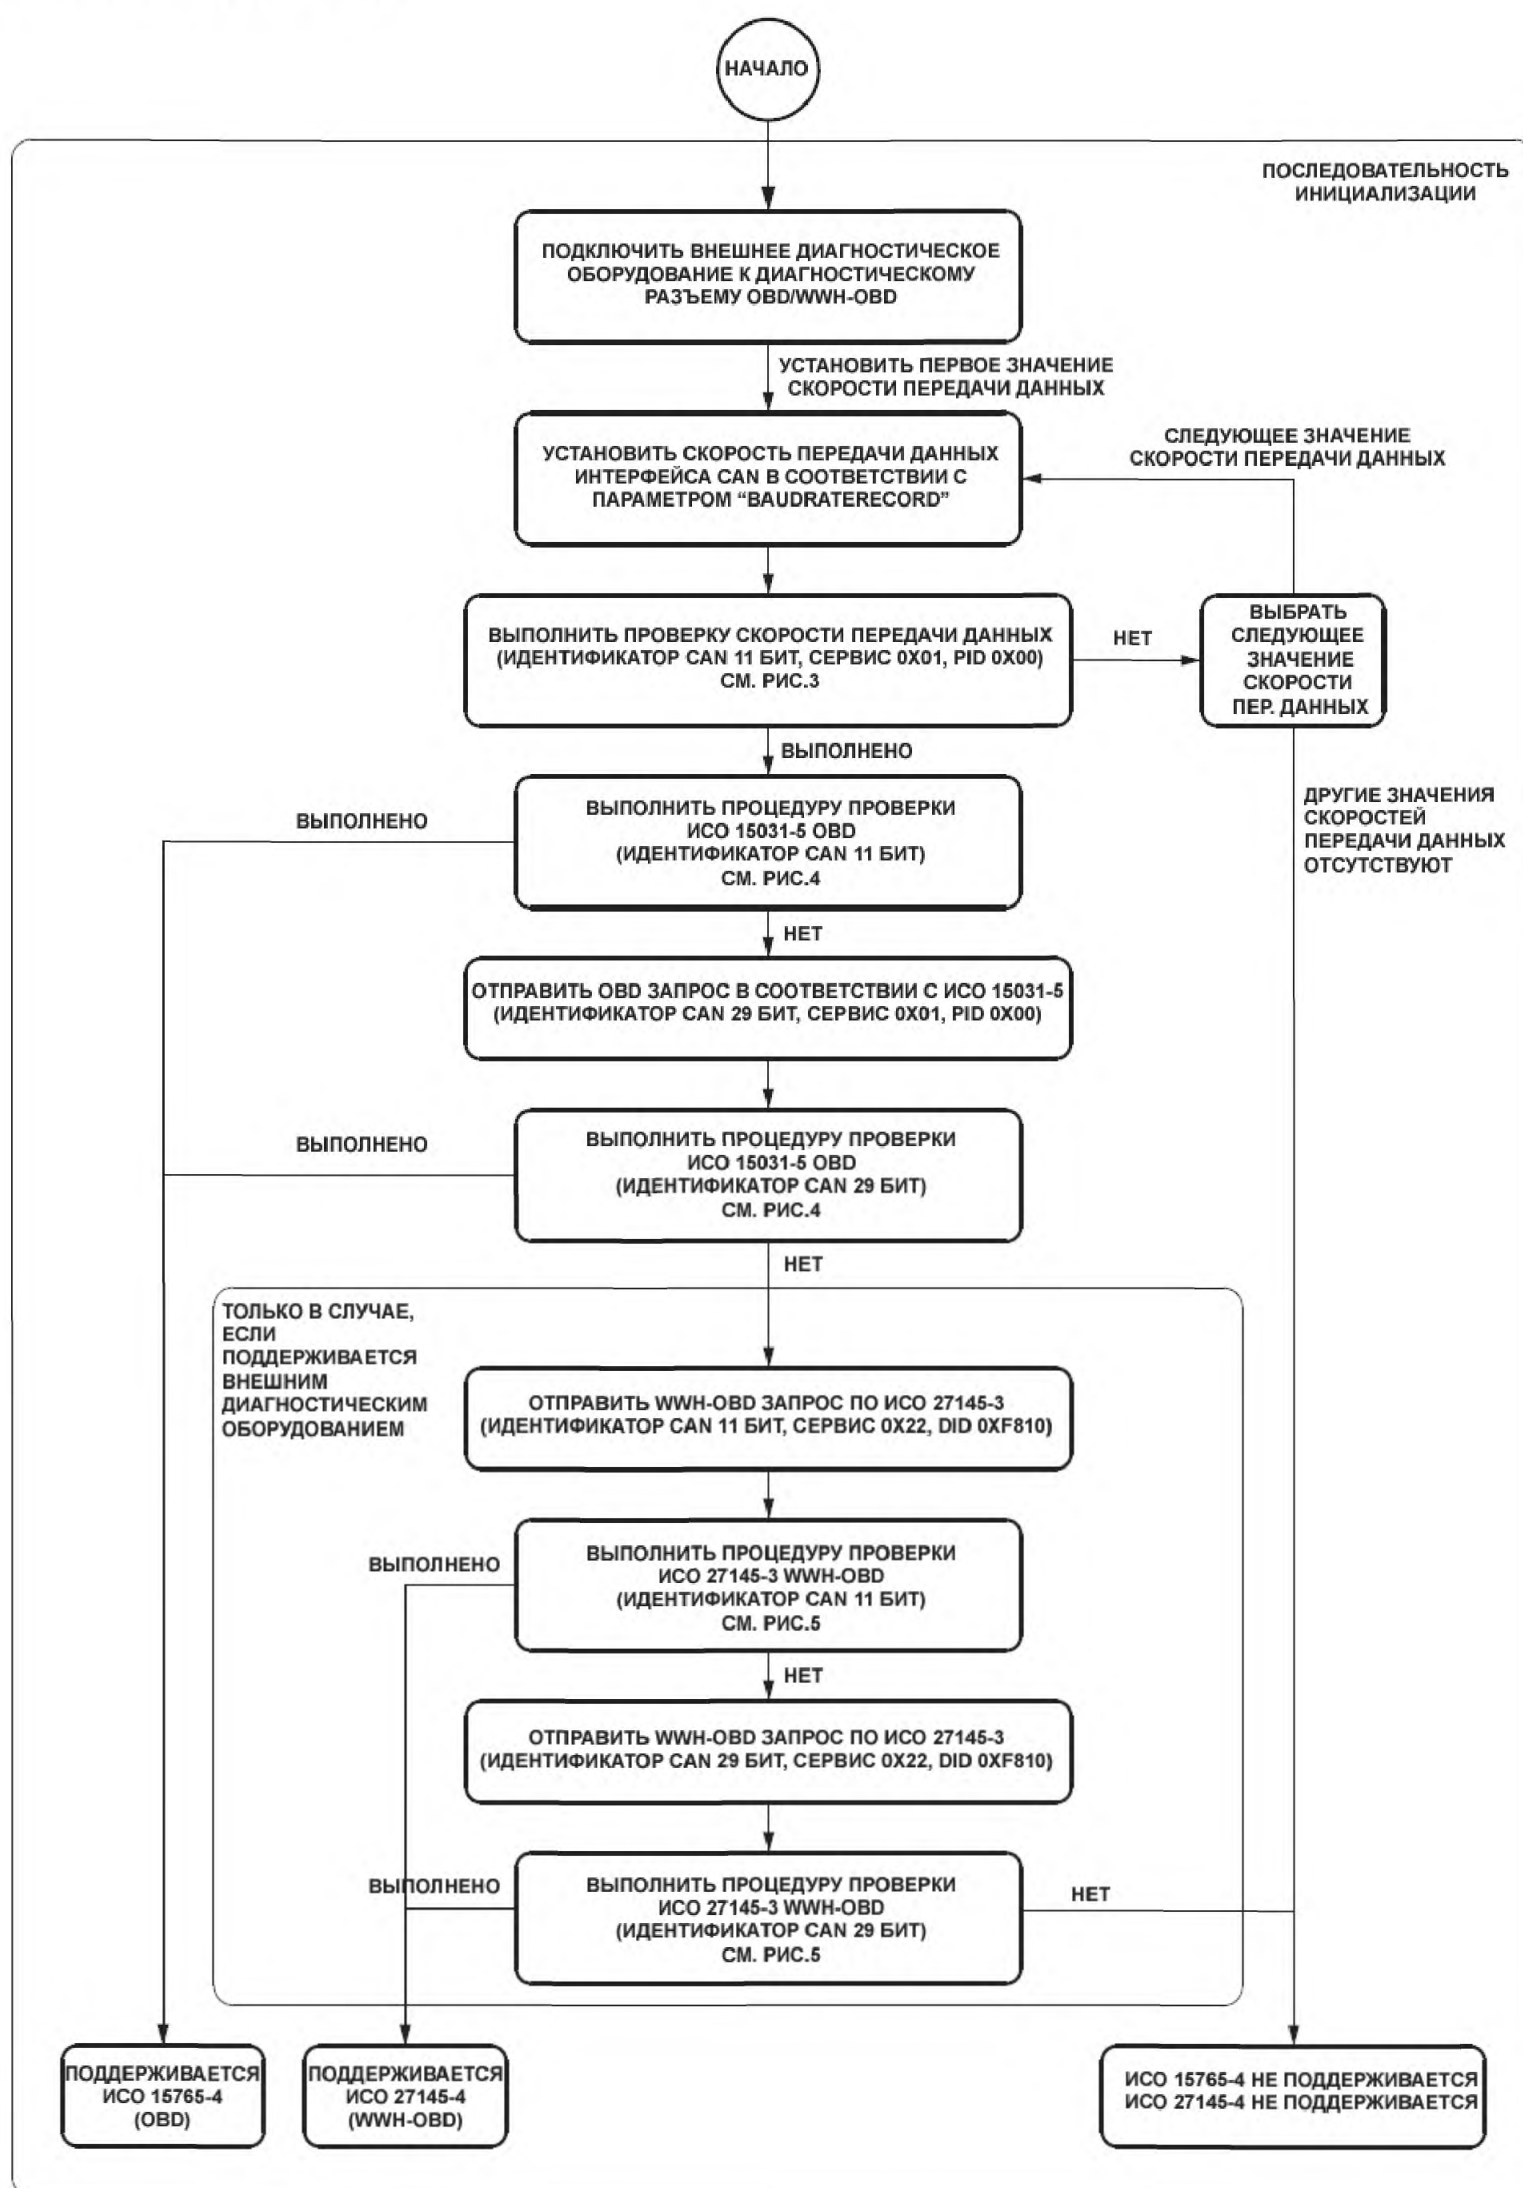 НАЧАЛО
ПОСЛЕДОВАТЕЛЬНОСТЬ
ИНИЦИАЛИЗАЦИИ
ПОДКЛЮЧИТЬ ВНЕШНЕЕ ДИАГНОСТИЧЕСКОЕ
ОБОРУДОВАНИЕ К ДИАГНОСТИЧЕСКОМУ
РАЗЪЕМУ OBD/WWH-OBD
УСТАНОВИТЬ ПЕРВОЕ ЗНАЧЕНИЕ
СКОРОСТИ ПЕРЕДАЧИ ДАННЫХ
УСТАНОВИТЬ СКОРОСТЬ ПЕРЕДАЧИ ДАННЫХ
ИНТЕРФЕЙСА CAN В СООТВЕТСТВИИ С
ПАРАМЕТРОМ “BAUDRATERECORD”
СЛЕДУЮЩЕЕ ЗНАЧЕНИЕ
СКОРОСТИ ПЕРЕДАЧИ ДАННЫХ
ВЫПОЛНИТЬ ПРОВЕРКУ СКОРОСТИ ПЕРЕДАЧИ ДАННЫХ
(ИДЕНТИФИКАТОР CAN 11 БИТ, СЕРВИС 0X01, PID 0X00)
СМ. РИС.3
НЕТ
ВЫБРАТЬ
СЛЕДУЮЩЕЕ
ЗНАЧЕНИЕ
СКОРОСТИ
ПЕР. ДАННЫХ
ВЫПОЛНЕНО
ВЫПОЛНИТЬ ПРОЦЕДУРУ ПРОВЕРКИ
ИСО 15031-5 OBD
(ИДЕНТИФИКАТОР CAN 11 БИТ)
СМ. РИС.4
ВЫПОЛНЕНО
ДРУГИЕ ЗНАЧЕНИЯ
СКОРОСТЕЙ
ПЕРЕДАЧИ ДАННЫХ
ОТСУТСТВУЮТ
НЕТ
ОТПРАВИТЬ OBD ЗАПРОС В СООТВЕТСТВИИ С ИСО 15031-5
(ИДЕНТИФИКАТОР CAN 29 БИТ, СЕРВИС 0X01, PID 0X00)
ВЫПОЛНЕНО
ВЫПОЛНИТЬ ПРОЦЕДУРУ ПРОВЕРКИ
ИСО 15031-5 OBD
(ИДЕНТИФИКАТОР CAN 29 БИТ)
СМ. РИС.4
НЕТ
ТОЛЬКО В СЛУЧАЕ,
ЕСЛИ
ПОДДЕРЖИВАЕТСЯ
ВНЕШНИМ
ДИАГНОСТИЧЕСКИМ
ОБОРУДОВАНИЕМ
ОТПРАВИТЬ WWH-OBD ЗАПРОС ПО ИСО 27145-3
(ИДЕНТИФИКАТОР CAN 11 БИТ, СЕРВИС 0X22, DID 0XF810)
ВЫПОЛНЕНО
ВЫПОЛНИТЬ ПРОЦЕДУРУ ПРОВЕРКИ
ИСО 27145-3 WWH-OBD
(ИДЕНТИФИКАТОР CAN 11 БИТ)
СМ. РИС.5
НЕТ
ОТПРАВИТЬ WWH-OBD ЗАПРОС ПО ИСО 27145-3
(ИДЕНТИФИКАТОР CAN 29 БИТ, СЕРВИС 0X22, DID 0XF810)
ВЫПОЛНЕНО
ВЫПОЛНИТЬ ПРОЦЕДУРУ ПРОВЕРКИ
ИСО 27145-3 WWH-OBD
(ИДЕНТИФИКАТОР CAN 29 БИТ)
СМ. РИС.5
НЕТ
ПОДДЕРЖИВАЕТСЯ
ИСО 15765-4
(OBD)
ПОДДЕРЖИВАЕТСЯ
ИСО 27145-4
(WWH-OBD)
ИСО 15765-4 НЕ ПОДДЕРЖИВАЕТСЯ
ИСО 27145-4 НЕ ПОДДЕРЖИВАЕТСЯ